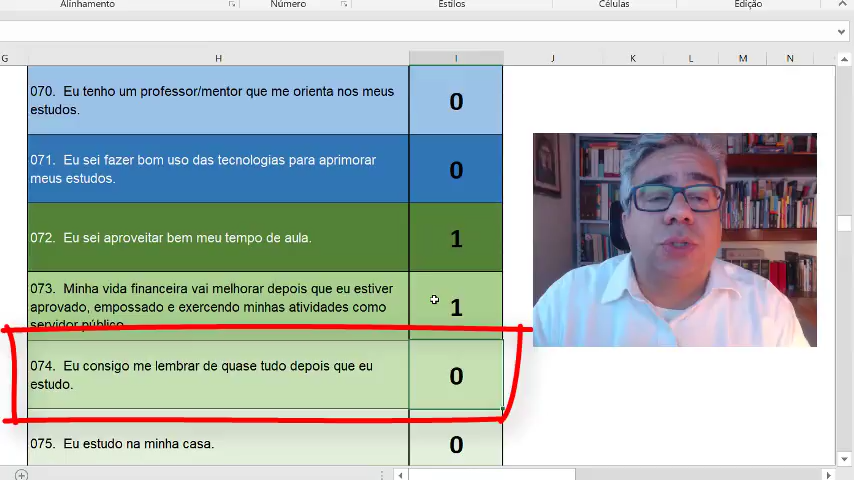 Alinhamento
Número
Estilos
Células
Edição
G
H
I
J
K
L
M
N
070. Eu tenho um professor/mentor que me orienta nos meus
estudos.
0
071. Eu sei fazer bom uso das tecnologias para aprimorar
meus estudos.
0
072. Eu sei aproveitar bem meu tempo de aula.
1
073. Minha vida financeira vai melhorar depois que eu estiver
aprovado, empossado e exercendo minhas atividades como
servidor público.
1
074. Eu consigo me lembrar de quase tudo depois que eu
estudo.
0
075. Eu estudo na minha casa.
0